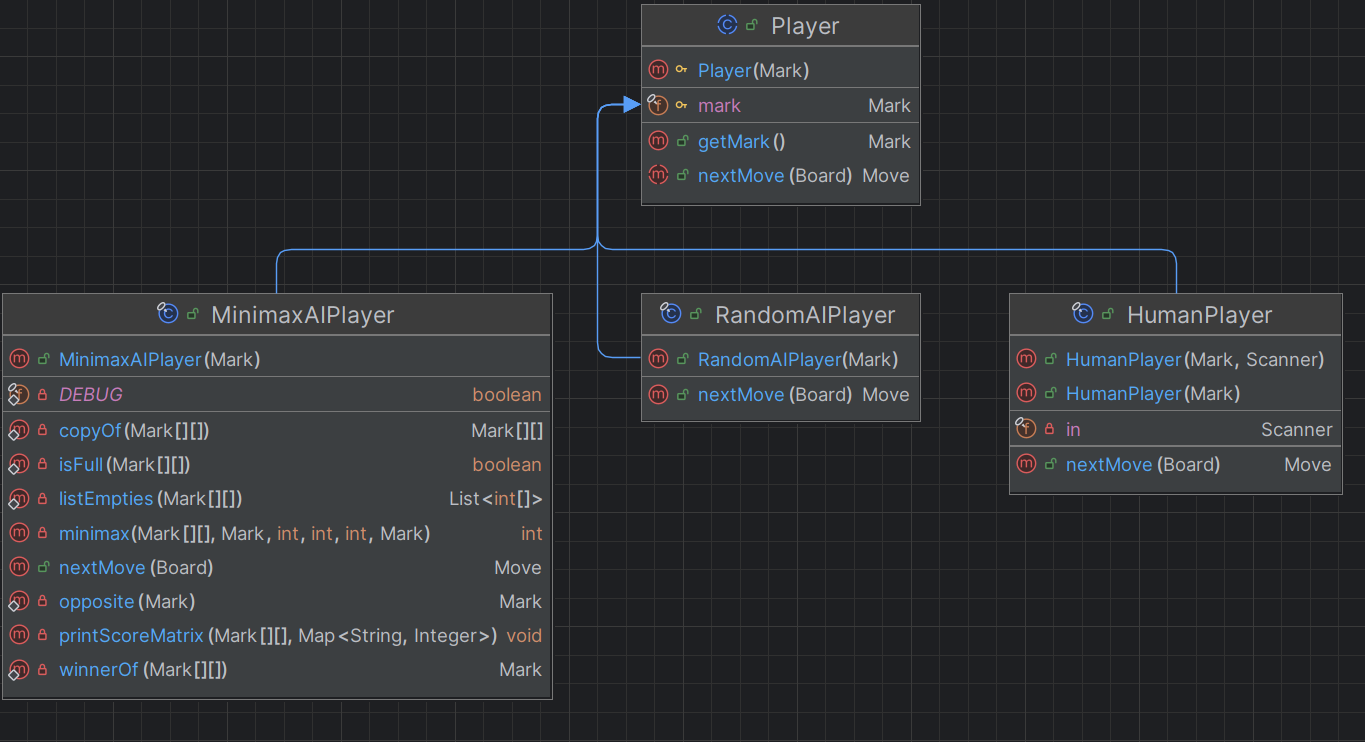 Player
Player(Mark)
mark Mark
getMark() Mark
nextMove(Board) Move
MinimaxAIPlayer
MinimaxAIPlayer(Mark)
DEBUG boolean
copyOf(Mark[][]) Mark[][]
isFull(Mark[][]) boolean
listEmpties(Mark[][]) List<int[]>
minimax(Mark[][], Mark, int, int, int, Mark) int
nextMove(Board) Move
opposite(Mark) Mark
printScoreMatrix(Mark[][], Map<String, Integer>) void
winnerOf(Mark[][]) Mark
RandomAIPlayer
RandomAIPlayer(Mark)
nextMove(Board) Move
HumanPlayer
HumanPlayer(Mark, Scanner)
HumanPlayer(Mark)
in Scanner
nextMove(Board) Move